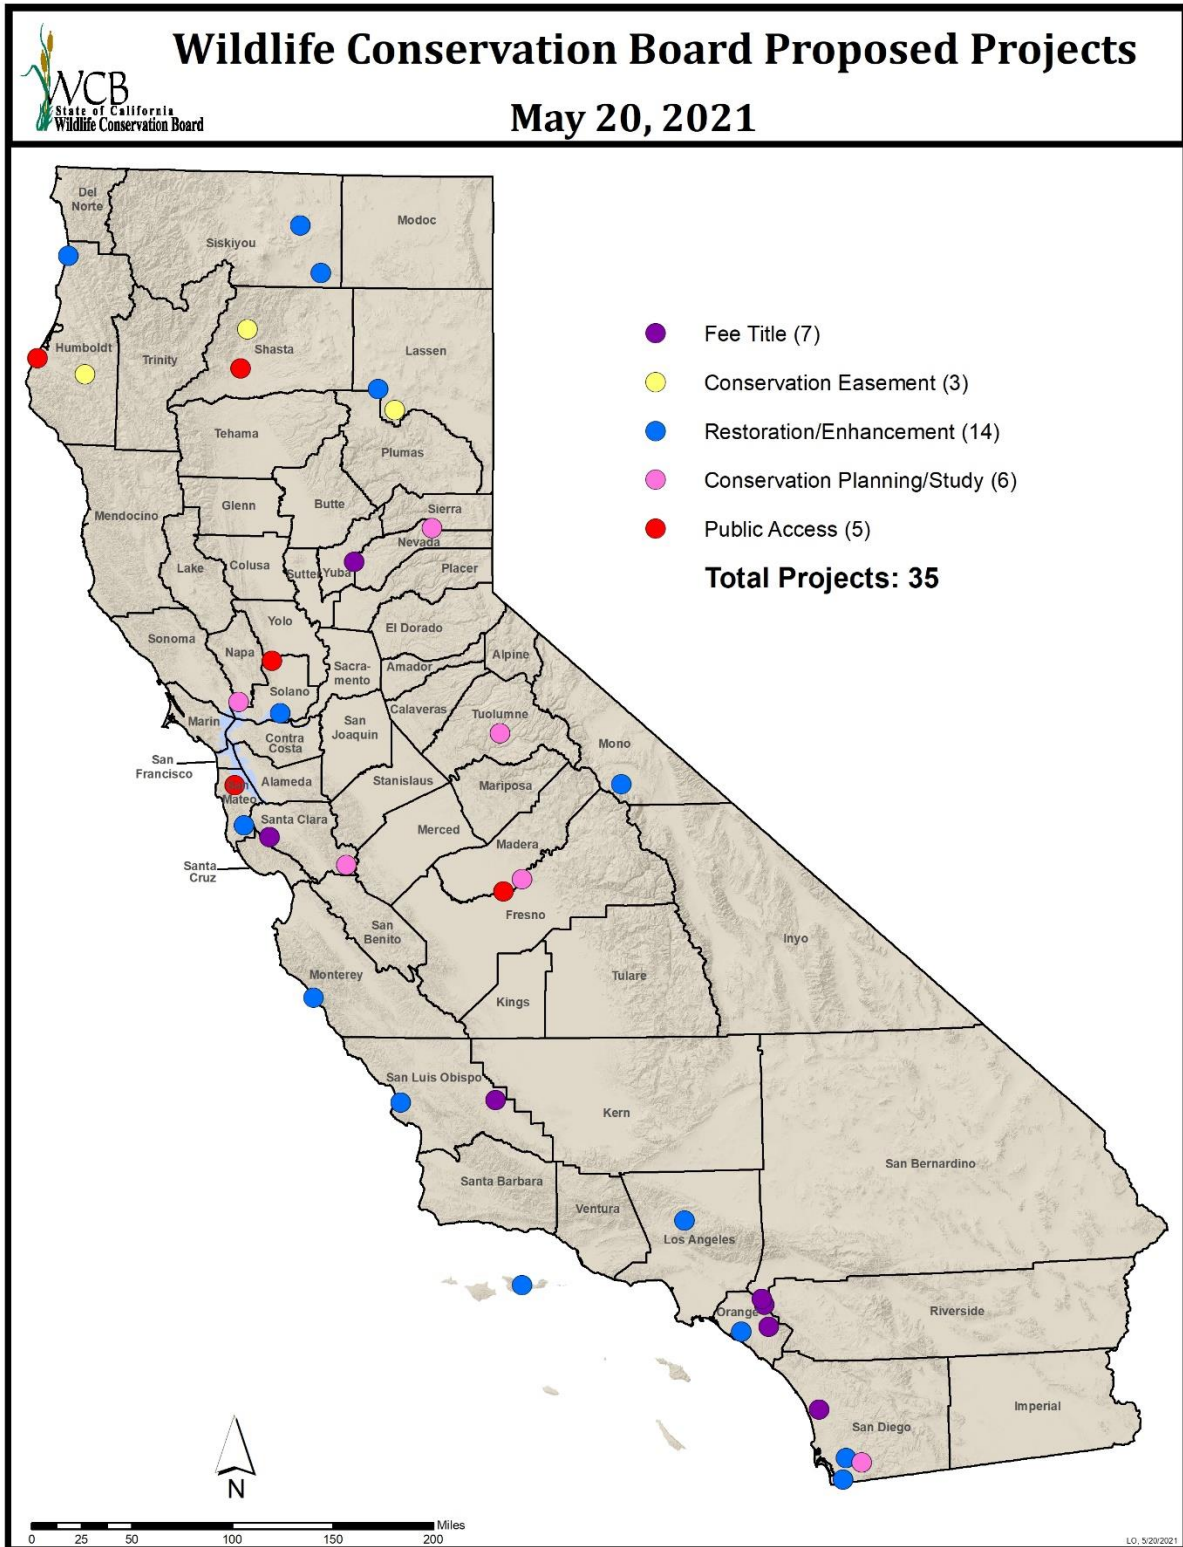 Wildlife Conservation Board Proposed Projects
May 20, 2021
WCB
State of California
Wildlife Conservation Board
Del
Norte
Siskiyou
Modoc
Humboldt
Trinity
Shasta
Lassen
Tehama
Plumas
Mendocino
Glenn
Butte
Sierra
Lake
Colusa
Sutter
Yuba
Nevada
Placer
Sonoma
Napa
Yolo
El Dorado
Sacra-
mento
Amador
Alpine
Solano
Marin
Contra
Costa
San
Joaquin
Calaveras
Tuolumne
Mono
San
Francisco
Alameda
Stanislaus
Mariposa
Mateo
Santa Clara
Merced
Madera
Santa
Cruz
San
Benito
Fresno
Monterey
Kings
Tulare
Inyo
San Luis Obispo
Kern
San Bernardino
Santa Barbara
Ventura
Los Angeles
Orange
Riverside
San Diego
Imperial
Fee Title (7)
Conservation Easement (3)
Restoration/Enhancement (14)
Conservation Planning/Study (6)
Public Access (5)
Total Projects: 35
N
Miles
0 25 50 100 150 200
LO, 5/20/2021